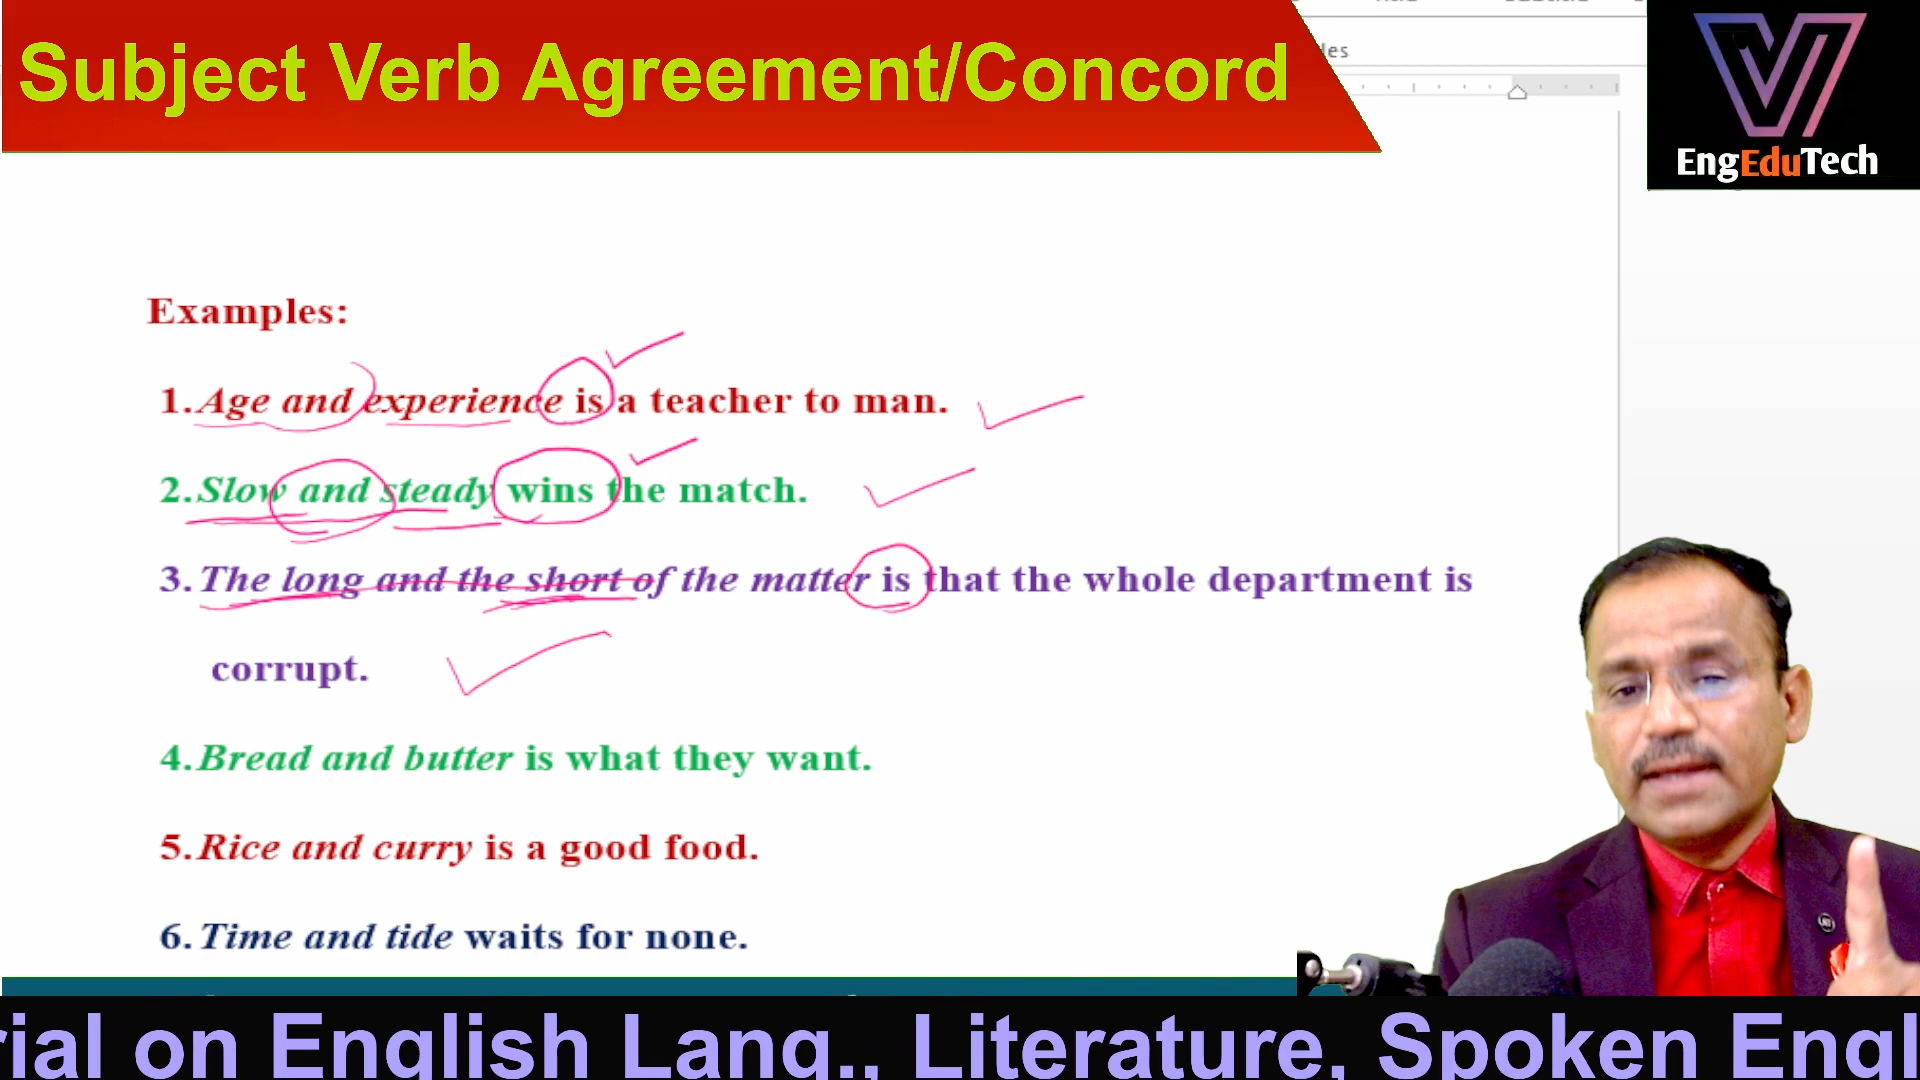 Subject Verb Agreement/Concord
EngEduTech
Examples:
1. Age and experience is a teacher to man.
2. Slow and steady wins the match.
3. The long and the short of the matter is that the whole department is
corrupt.
4. Bread and butter is what they want.
5. Rice and curry is a good food.
6. Time and tide waits for none.
rial on English Lang., Literature, Spoken Engl